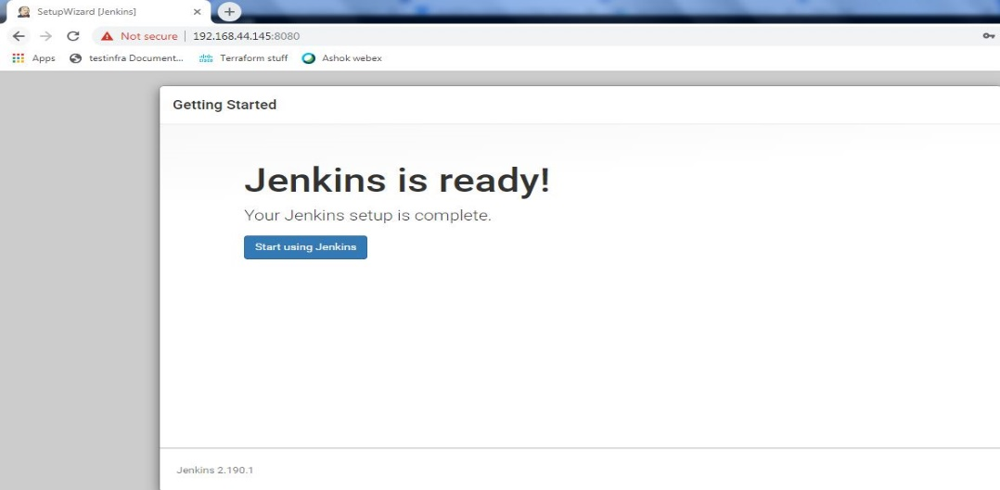 SetupWizard [Jenkins]
Not secure | 192.168.44.145:8080
Apps testinfra Document... Terraform stuff Ashok webex
Getting Started
Jenkins is ready!
Your Jenkins setup is complete.
Start using Jenkins
Jenkins 2.190.1